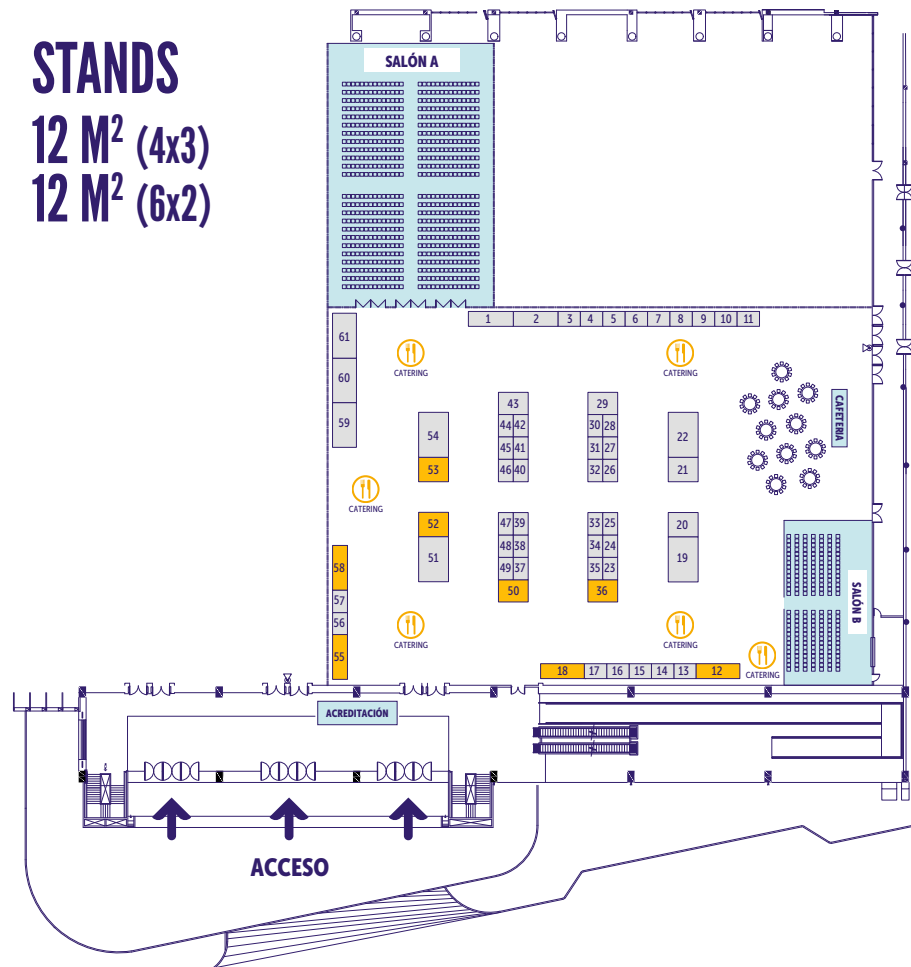 STANDS
12 M² (4x3)
12 M² (6x2)
SALÓN A
1 2 3 4 5 6 7 8 9 10 11
61
60
59
CATERING
CATERING
CAFETERIA
43
44 42
45 41
46 40
29
30 28
31 27
32 26
54
53
22
21
CATERING
52
51
47 39
48 38
49 37
50
33 25
34 24
35 23
36
20
19
SALÓN B
58
57
56
55
CATERING
CATERING
CATERING
18 17 16 15 14 13 12
ACREDITACIÓN
ACCESO